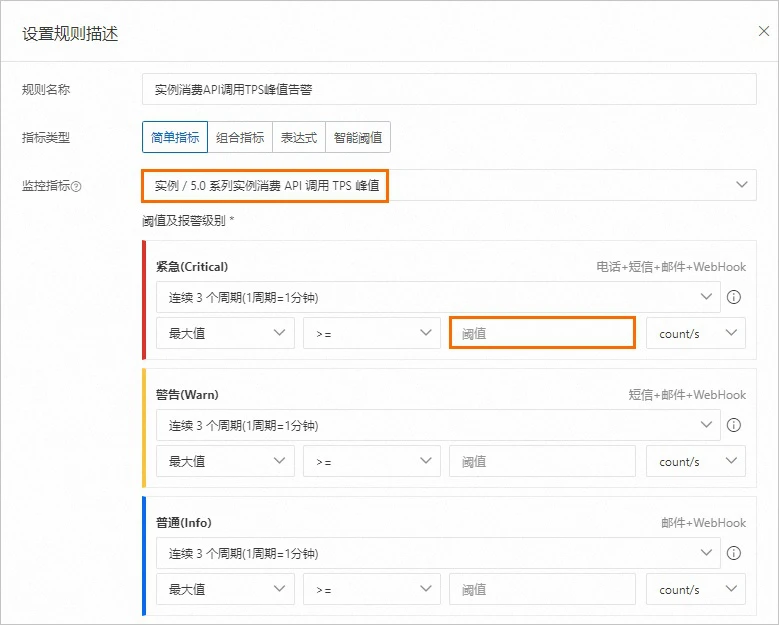 设置规则描述
规则名称
实例消费API调用TPS峰值告警
指标类型
简单指标 组合指标 表达式 智能阈值
监控指标
实例 / 5.0 系列实例消费 API 调用 TPS 峰值
阈值及报警级别 *
紧急(Critical) 电话+短信+邮件+WebHook
连续 3 个周期(1周期=1分钟)
最大值 >= 阈值 count/s
警告(Warn) 短信+邮件+WebHook
连续 3 个周期(1周期=1分钟)
最大值 >= 阈值 count/s
普通(Info) 邮件+WebHook
连续 3 个周期(1周期=1分钟)
最大值 >= 阈值 count/s